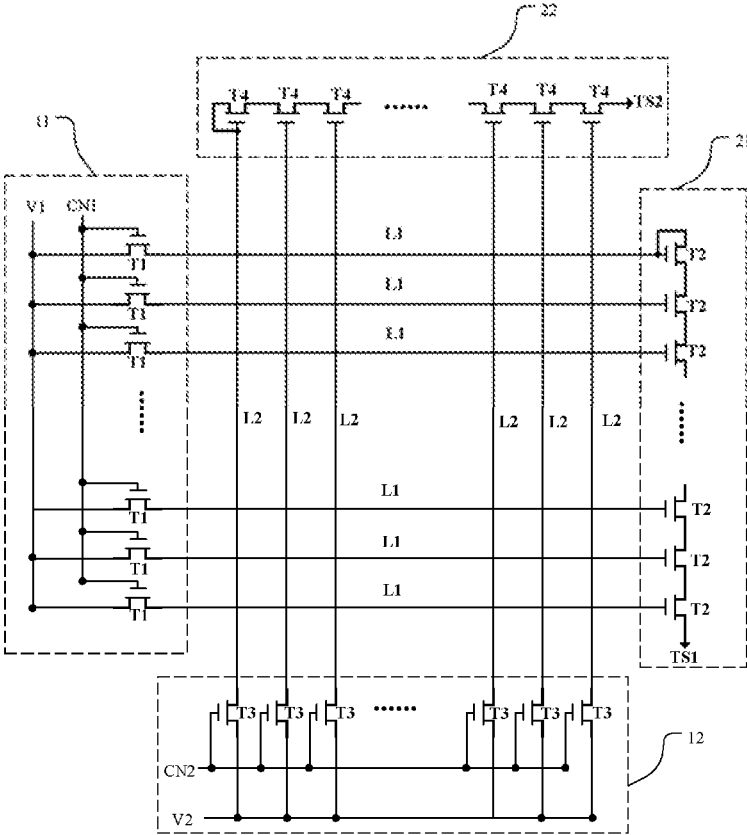 22
T4 T4 T4 T4 T4 T4
TS2
11
21
V1 CN1
L1
T1 T2
L1
T1 T2
L1
T1 T2
L2 L2 L2 L2 L2 L2
L1
T1 T2
L1
T1 T2
L1
T1 T2
TS1
T3 T3 T3 T3 T3 T3
12
CN2
V2